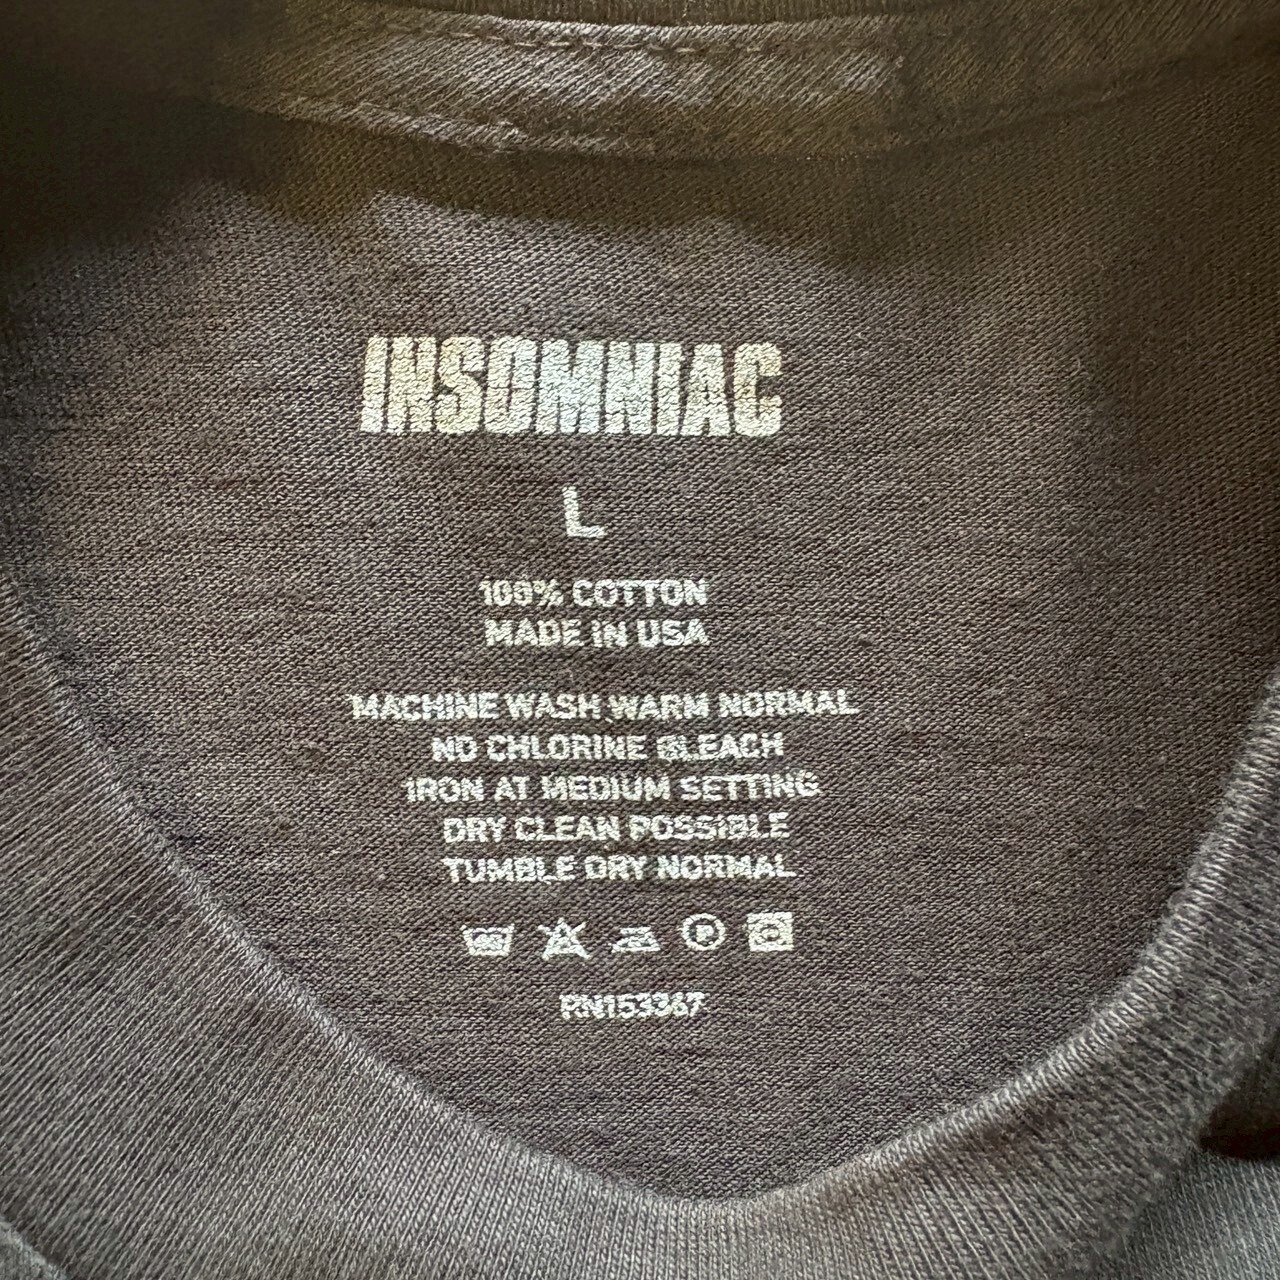 INSOMNIAC
L
100% COTTON
MADE IN USA
MACHINE WASH WARM NORMAL
NO CHLORINE BLEACH
IRON AT MEDIUM SETTING
DRY CLEAN POSSIBLE
TUMBLE DRY NORMAL
P
RN153367